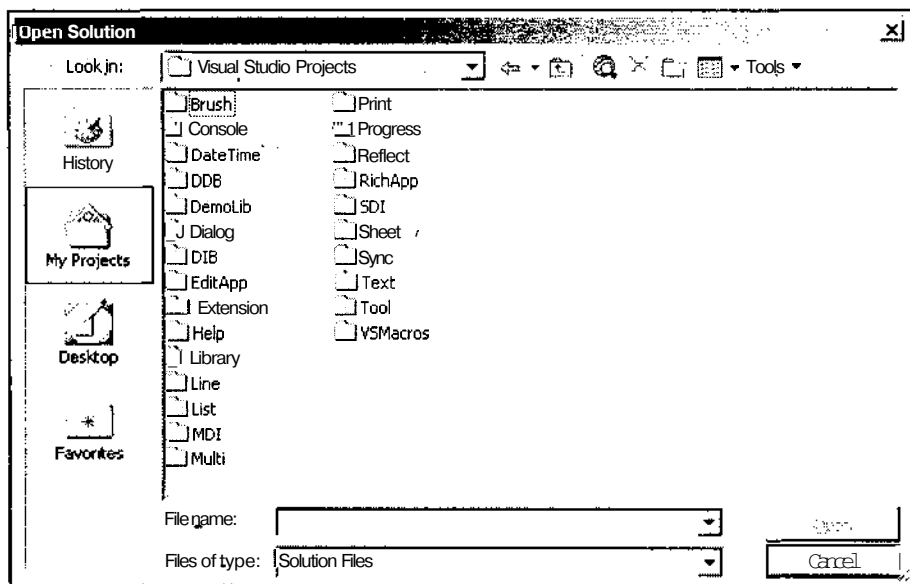 Open Solution
Look in: Visual Studio Projects Tools
History
My Projects
Desktop
Favorites
Brush
Console
DateTime
DDB
DemoLib
Dialog
DIB
EditApp
Extension
Help
Library
Line
List
MDI
Multi
Print
Progress
Reflect
RichApp
SDI
Sheet
Sync
Text
Tool
VSMacros
File name:
Open
Files of type: Solution Files
Cancel